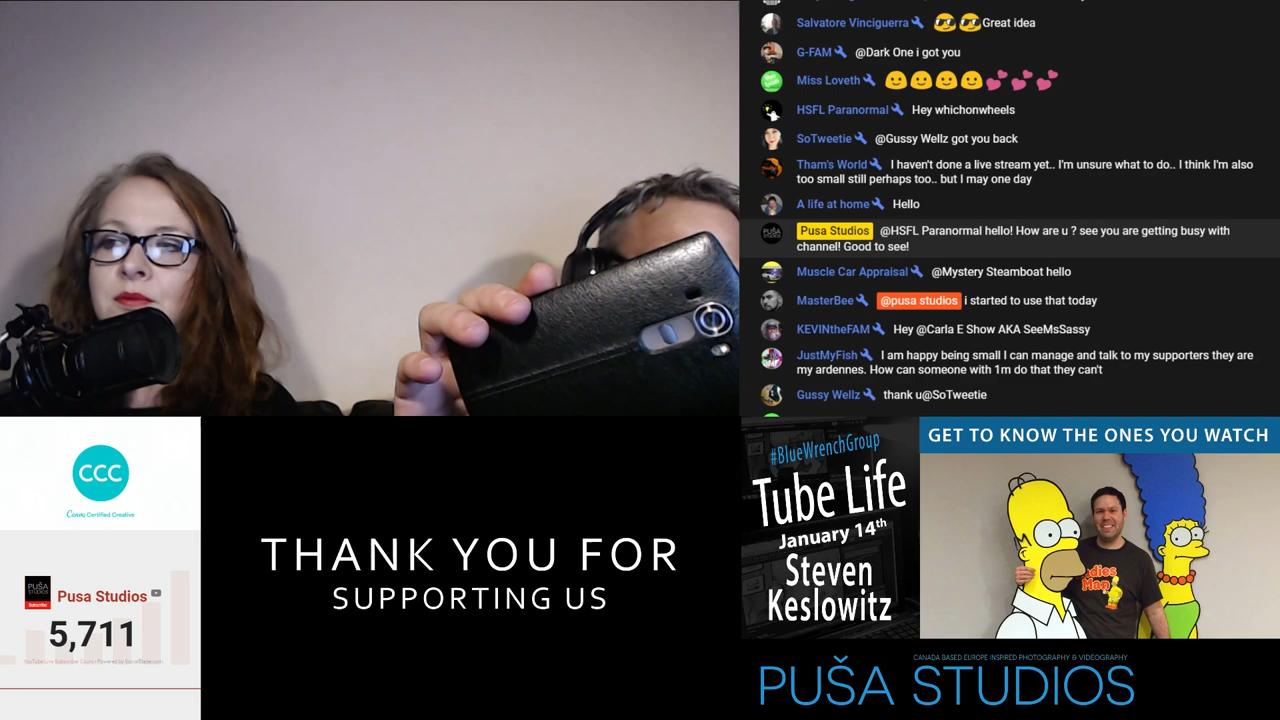 Salvatore Vinciguerra 😎😎Great idea
G-FAM @Dark One i got you
Miss Loveth 🙂🙂🙂🙂💕💕💕
HSFL Paranormal Hey whichonwheels
SoTweetie @Gussy Wellz got you back
Tham's World I haven't done a live stream yet.. I'm unsure what to do.. I think I'm also
too small still perhaps too.. but I may one day
A life at home Hello
Pusa Studios @HSFL Paranormal hello! How are u ? see you are getting busy with
channel! Good to see!
Muscle Car Appraisal @Mystery Steamboat hello
MasterBee @pusa studios i started to use that today
KEVINtheFAM Hey @Carla E Show AKA SeeMsSassy
JustMyFish I am happy being small I can manage and talk to my supporters they are
my ardennes. How can someone with 1m do that they can't
Gussy Wellz thank u@SoTweetie
CCC
Canva Certified Creative
PUŠA
STUDIOS
Subscribe
Pusa Studios
5,711
THANK YOU FOR
SUPPORTING US
#BlueWrenchGroup
Tube Life
January 14th
Steven
Keslowitz
GET TO KNOW THE ONES YOU WATCH
Ladies
Man
CANADA BASED EUROPE INSPIRED PHOTOGRAPHY & VIDEOGRAPHY
PUŠA STUDIOS